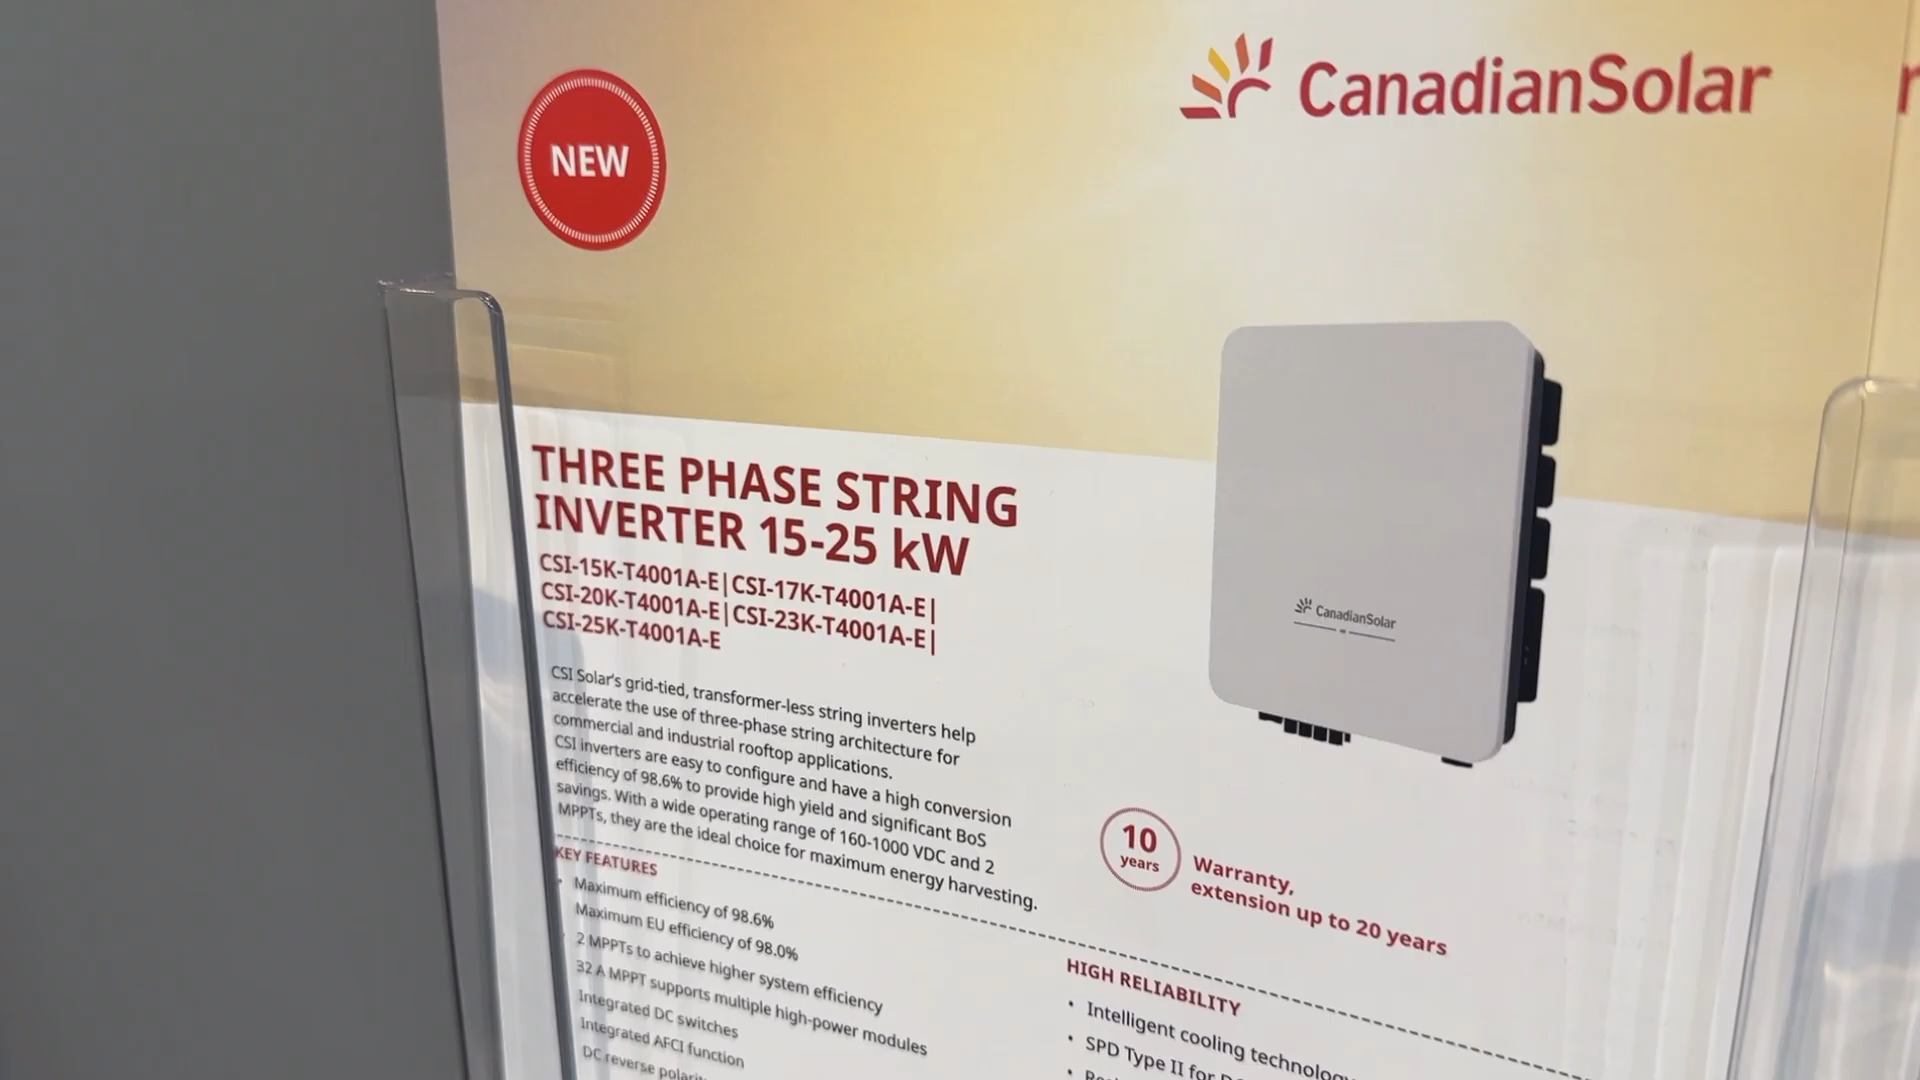 CanadianSolar
NEW
THREE PHASE STRING
INVERTER 15-25 kW
CSI-15K-T4001A-E|CSI-17K-T4001A-E|
CSI-20K-T4001A-E|CSI-23K-T4001A-E|
CSI-25K-T4001A-E
CSI Solar's grid-tied, transformer-less string inverters help
accelerate the use of three-phase string architecture for
commercial and industrial rooftop applications.
CSI inverters are easy to configure and have a high conversion
efficiency of 98.6% to provide high yield and significant BoS
savings. With a wide operating range of 160-1000 VDC and 2
MPPTs, they are the ideal choice for maximum energy harvesting.
CanadianSolar
10
years
Warranty,
extension up to 20 years
KEY FEATURES
Maximum efficiency of 98.6%
Maximum EU efficiency of 98.0%
2 MPPTs to achieve higher system efficiency
32 A MPPT supports multiple high-power modules
Integrated DC switches
Integrated AFCI function
DC reverse
HIGH RELIABILITY
• Intelligent cooling technology
• SPD Type II for